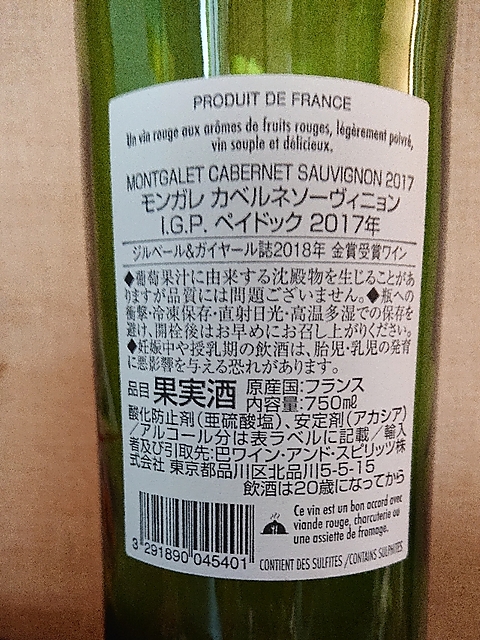 PRODUIT DE FRANCE
Un vin rouge aux arômes de fruits rouges, légèrement poivré,
vin souple et délicieux.
MONTGALET CABERNET SAUVIGNON 2017
モンガレ カベルネソーヴィニョン
I.G.P. ペイドック 2017年
ジルベール&ガイヤール誌2018年 金賞受賞ワイン
◆葡萄果汁に由来する沈殿物を生じることがあ
りますが品質には問題ございません。◆瓶への
衝撃・冷凍保存・直射日光・高温多湿での保存を
避け、開栓後はお早めにお召し上がりください。
◆妊娠中や授乳期の飲酒は、胎児・乳児の発育
に悪影響を与える恐れがあります。
品目 果実酒 原産国:フランス
内容量:750mℓ
酸化防止剤(亜硫酸塩)、安定剤(アカシア)
/アルコール分は表ラベルに記載/輸入
者及び引取先:巴ワイン・アンド・スピリッツ株
式会社 東京都品川区北品川5-5-15
飲酒は20歳になってから
3 291890 045401
Ce vin est un bon accord avec
viande rouge, charcuterie ou
une assiette de fromage.
CONTIENT DES SULFITES /CONTAINS SULPHITES